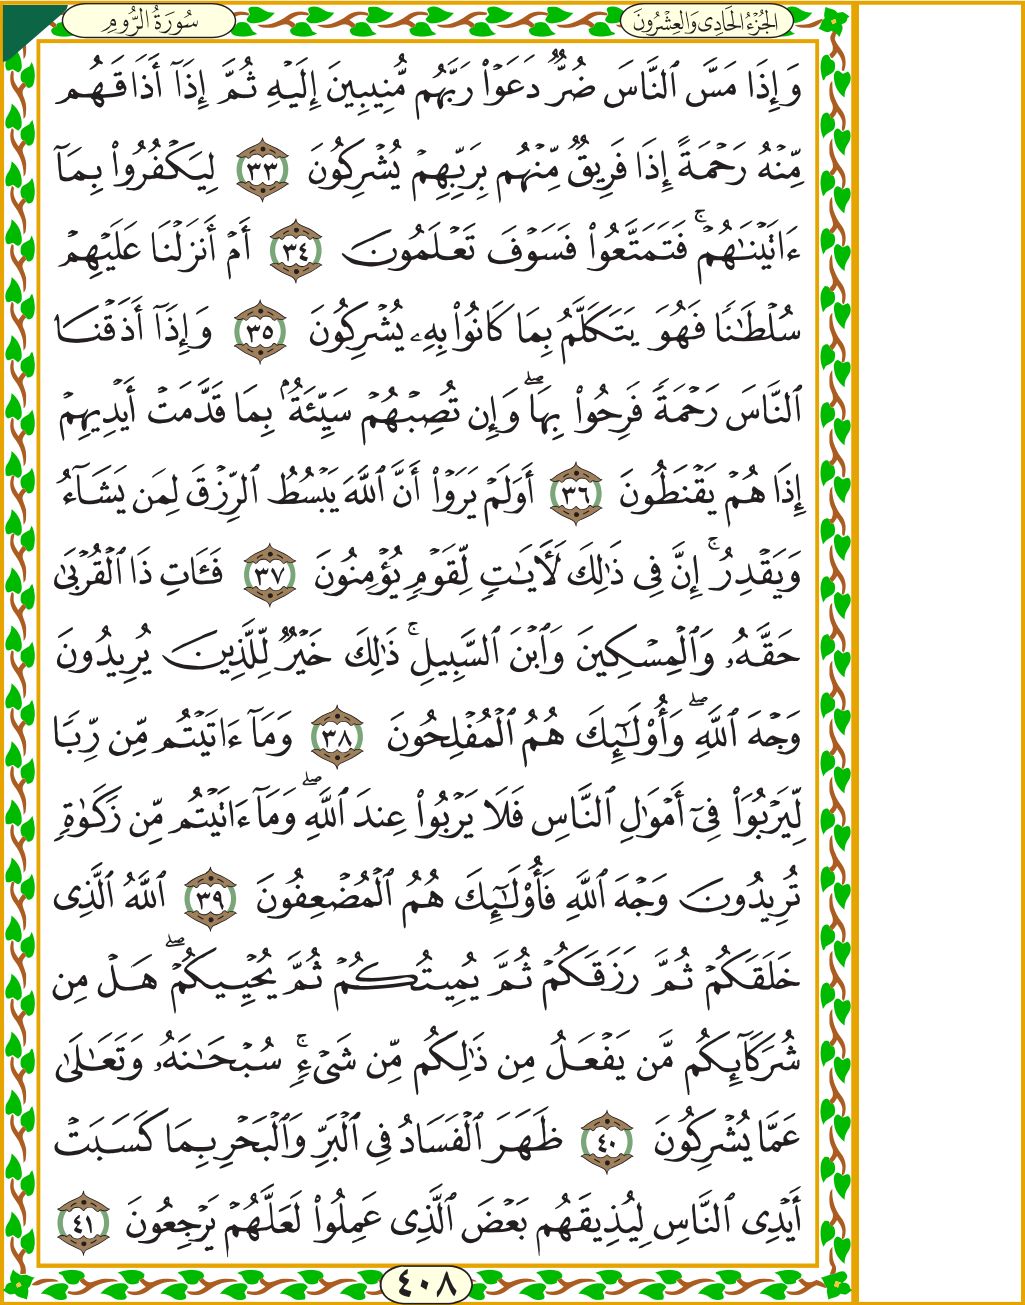 الجُزْءُ الحَادِى وَالعِشْرُونَ
سُورَةُ الرُّومِ
وَإِذَا مَسَّ ٱلنَّاسَ ضُرٌّ دَعَوْا۟ رَبَّهُم مُّنِيبِينَ إِلَيْهِ ثُمَّ إِذَآ أَذَاقَهُم
مِّنْهُ رَحْمَةً إِذَا فَرِيقٌ مِّنْهُم بِرَبِّهِمْ يُشْرِكُونَ ٣٣ لِيَكْفُرُوا۟ بِمَآ
ءَاتَيْنَـٰهُمْ ۚ فَتَمَتَّعُوا۟ فَسَوْفَ تَعْلَمُونَ ٣٤ أَمْ أَنزَلْنَا عَلَيْهِمْ
سُلْطَـٰنًا فَهُوَ يَتَكَلَّمُ بِمَا كَانُوا۟ بِهِۦ يُشْرِكُونَ ٣٥ وَإِذَآ أَذَقْنَا
ٱلنَّاسَ رَحْمَةً فَرِحُوا۟ بِهَا ۖ وَإِن تُصِبْهُمْ سَيِّئَةٌۢ بِمَا قَدَّمَتْ أَيْدِيهِمْ
إِذَا هُمْ يَقْنَطُونَ ٣٦ أَوَلَمْ يَرَوْا۟ أَنَّ ٱللَّهَ يَبْسُطُ ٱلرِّزْقَ لِمَن يَشَآءُ
وَيَقْدِرُ ۚ إِنَّ فِى ذَٰلِكَ لَـَٔايَـٰتٍ لِّقَوْمٍ يُؤْمِنُونَ ٣٧ فَـَٔاتِ ذَا ٱلْقُرْبَىٰ
حَقَّهُۥ وَٱلْمِسْكِينَ وَٱبْنَ ٱلسَّبِيلِ ۚ ذَٰلِكَ خَيْرٌ لِّلَّذِينَ يُرِيدُونَ
وَجْهَ ٱللَّهِ ۖ وَأُو۟لَـٰٓئِكَ هُمُ ٱلْمُفْلِحُونَ ٣٨ وَمَآ ءَاتَيْتُم مِّن رِّبًا
لِّيَرْبُوَا۟ فِىٓ أَمْوَٰلِ ٱلنَّاسِ فَلَا يَرْبُوا۟ عِندَ ٱللَّهِ ۖ وَمَآ ءَاتَيْتُم مِّن زَكَوٰةٍ
تُرِيدُونَ وَجْهَ ٱللَّهِ فَأُو۟لَـٰٓئِكَ هُمُ ٱلْمُضْعِفُونَ ٣٩ ٱللَّهُ ٱلَّذِى
خَلَقَكُمْ ثُمَّ رَزَقَكُمْ ثُمَّ يُمِيتُكُمْ ثُمَّ يُحْيِيكُمْ ۖ هَلْ مِن
شُرَكَآئِكُم مَّن يَفْعَلُ مِن ذَٰلِكُم مِّن شَىْءٍ ۚ سُبْحَـٰنَهُۥ وَتَعَـٰلَىٰ
عَمَّا يُشْرِكُونَ ٤٠ ظَهَرَ ٱلْفَسَادُ فِى ٱلْبَرِّ وَٱلْبَحْرِ بِمَا كَسَبَتْ
أَيْدِى ٱلنَّاسِ لِيُذِيقَهُم بَعْضَ ٱلَّذِى عَمِلُوا۟ لَعَلَّهُمْ يَرْجِعُونَ ٤١
٤٠٨